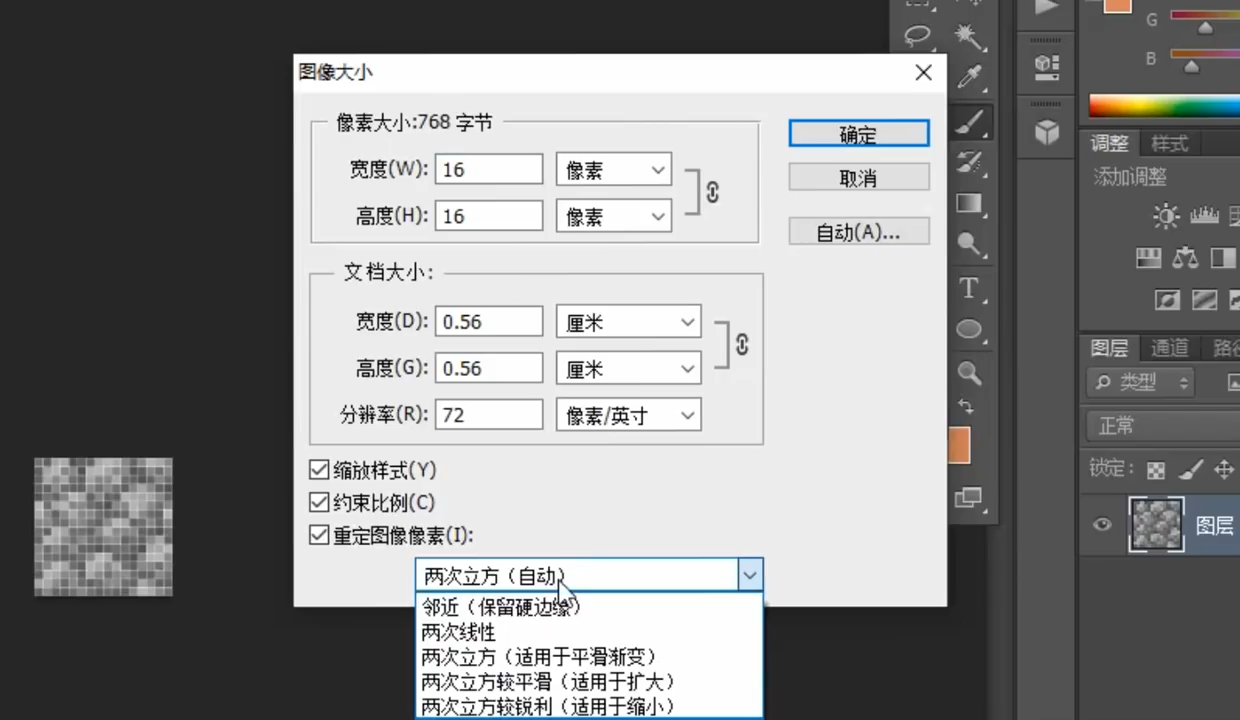 图像大小
像素大小:768 字节
宽度(W): 16 像素
高度(H): 16 像素
确定
取消
自动(A)...
文档大小:
宽度(D): 0.56 厘米
高度(G): 0.56 厘米
分辨率(R): 72 像素/英寸
缩放样式(Y)
约束比例(C)
重定图像像素(I):
两次立方（自动）
邻近（保留硬边缘）
两次线性
两次立方（适用于平滑渐变）
两次立方较平滑（适用于扩大）
两次立方较锐利（适用于缩小）
G
B
调整 样式
添加调整
图层 通道 路径
类型
正常
锁定:
图层